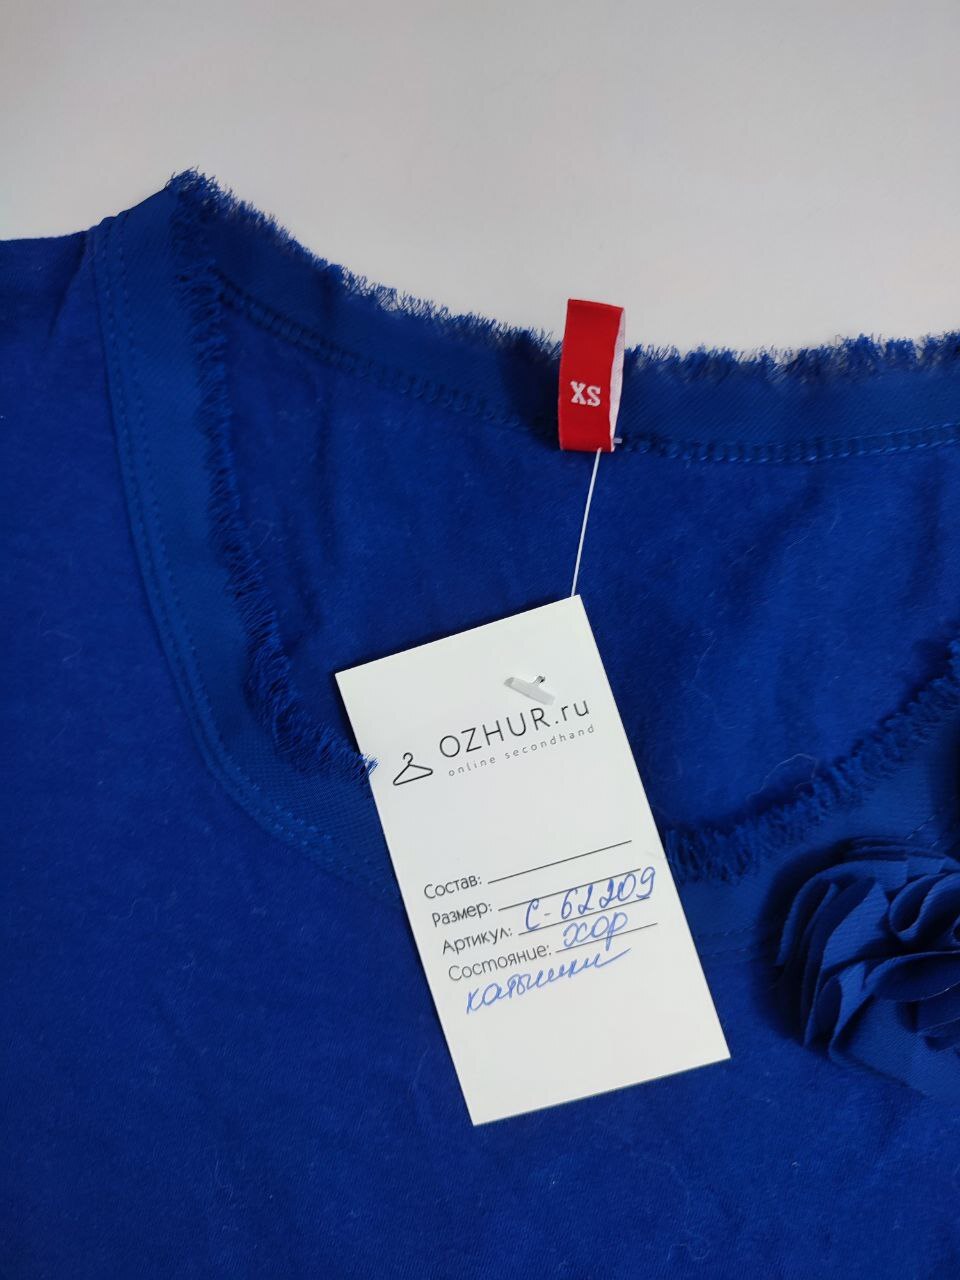 XS
OZHUR.ru
online secondhand
Состав:
Размер:
Артикул: С-62209
Состояние: хор
катышки